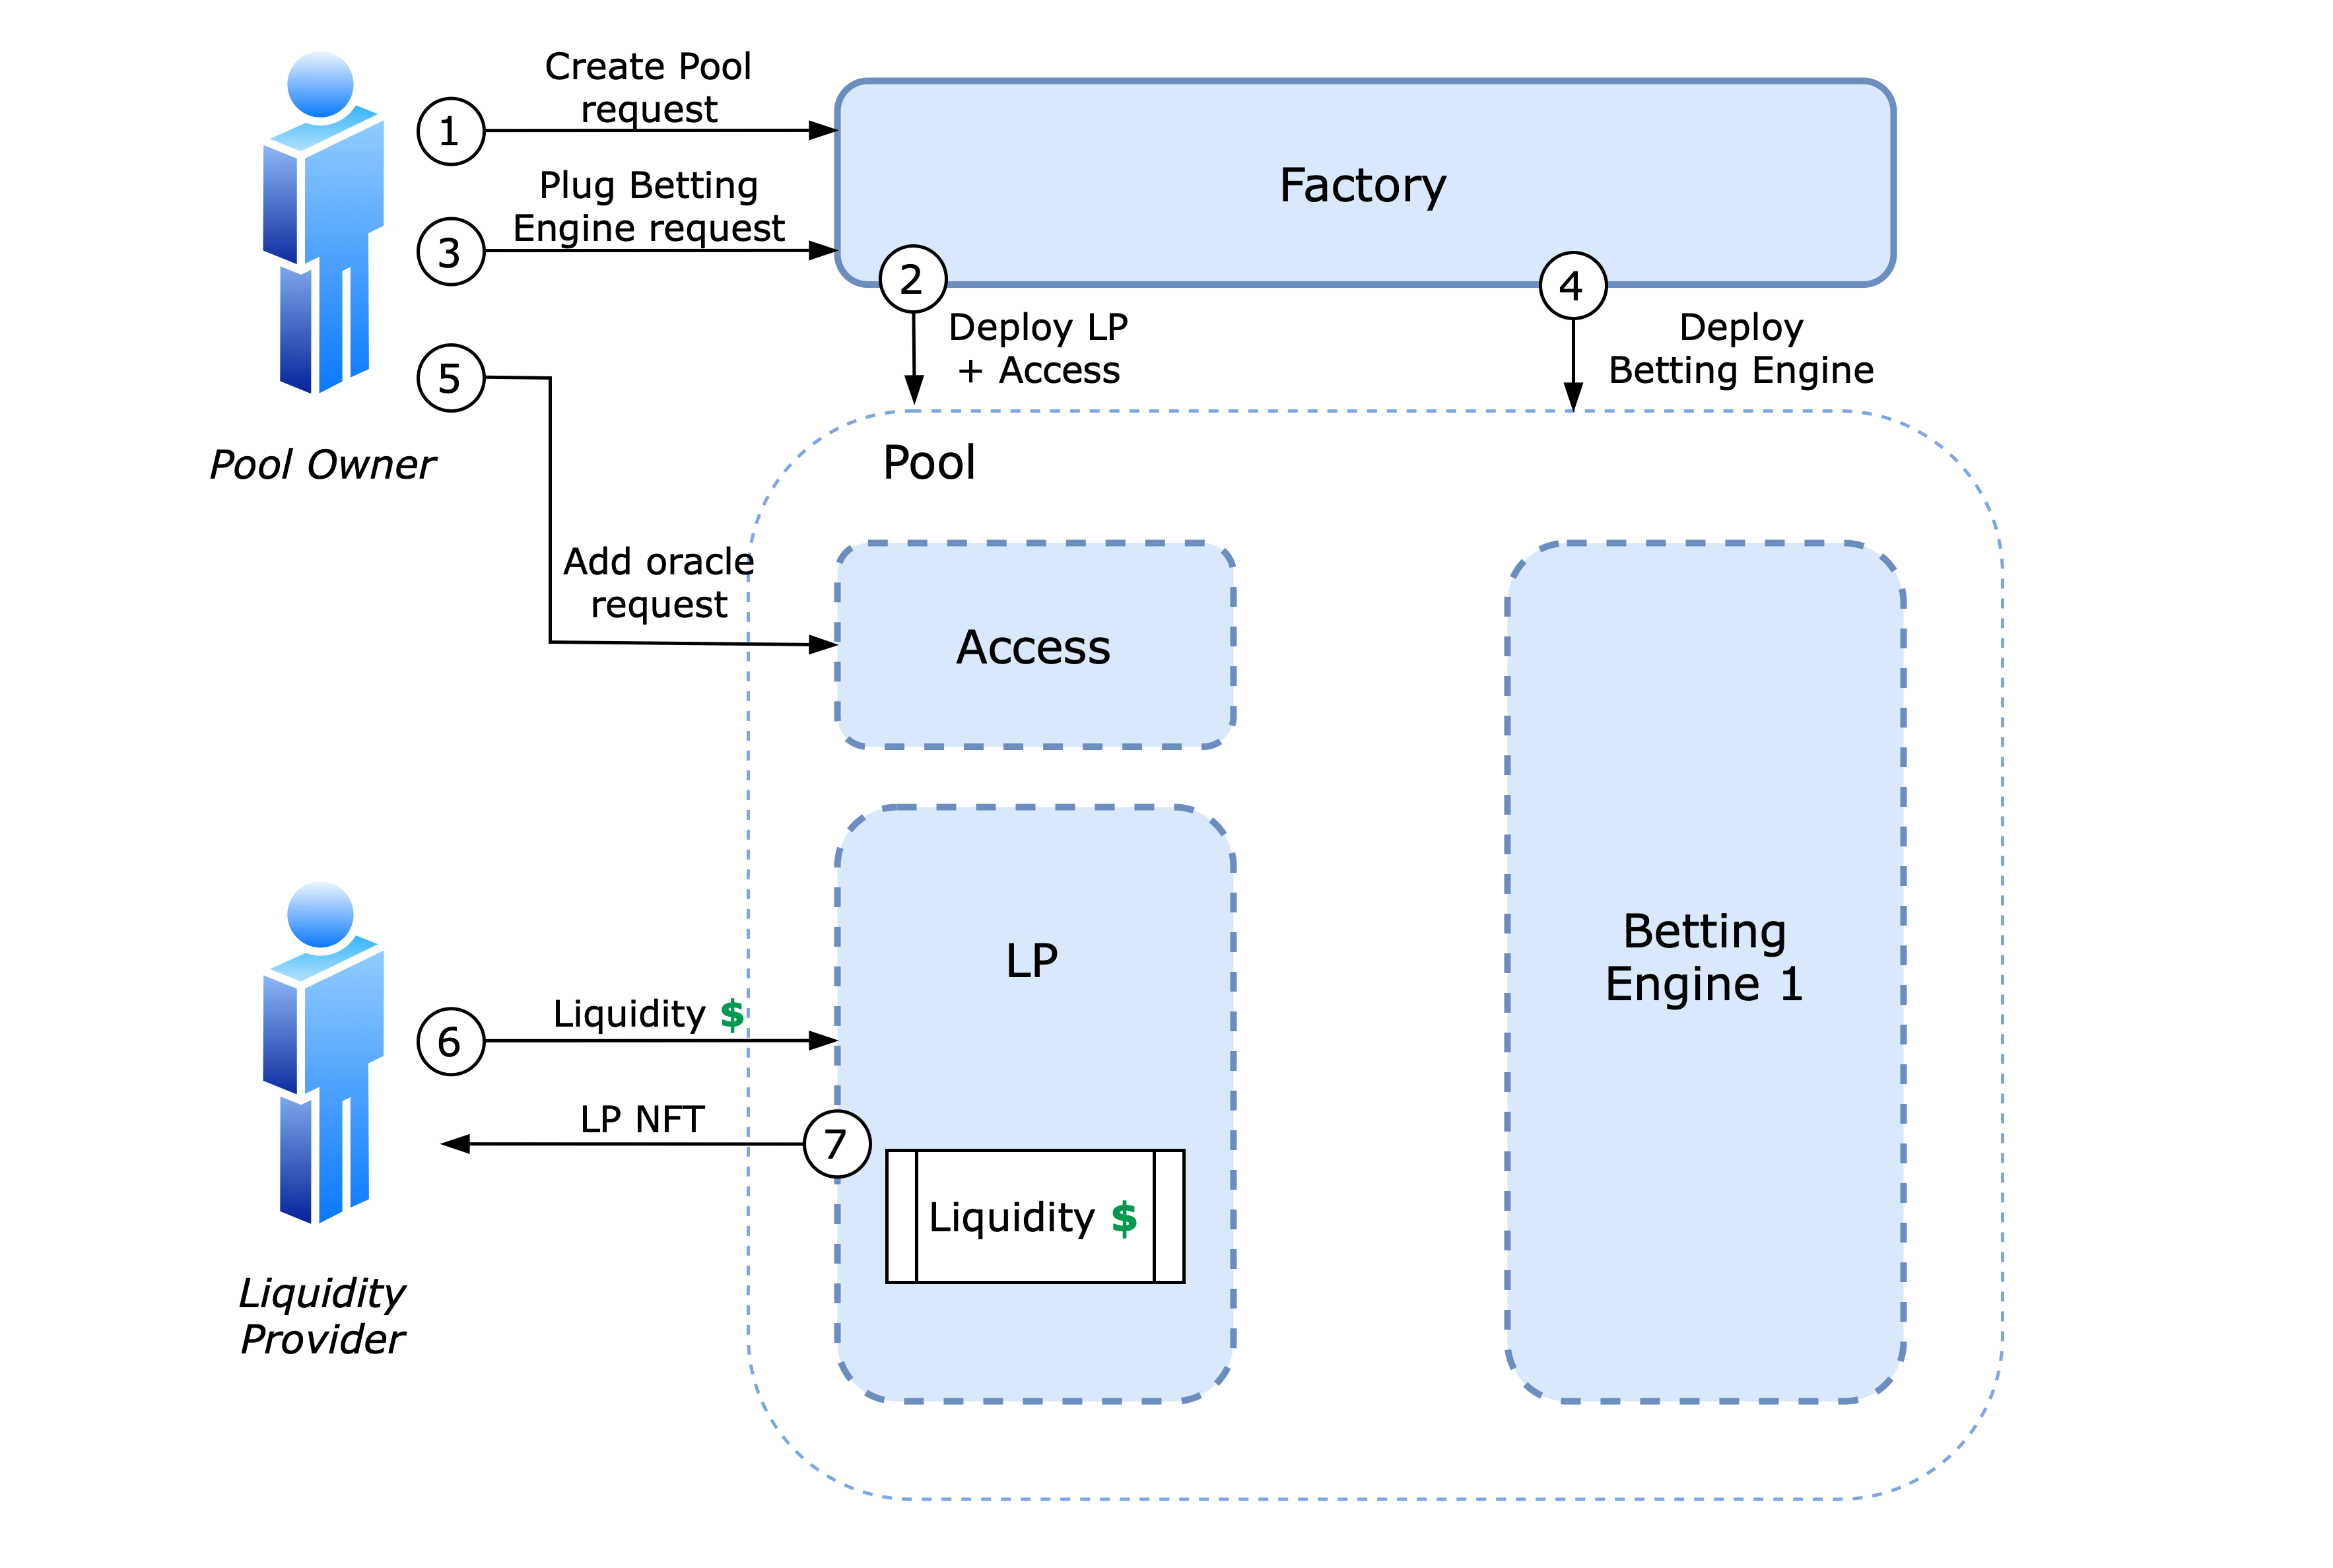 Create Pool
request
1
Plug Betting
Engine request
3
Factory
2
Deploy LP
+ Access
4
Deploy
Betting Engine
5
Pool Owner
Pool
Add oracle
request
Access
LP
Betting
Engine 1
6
Liquidity $
LP NFT
7
Liquidity $
Liquidity
Provider